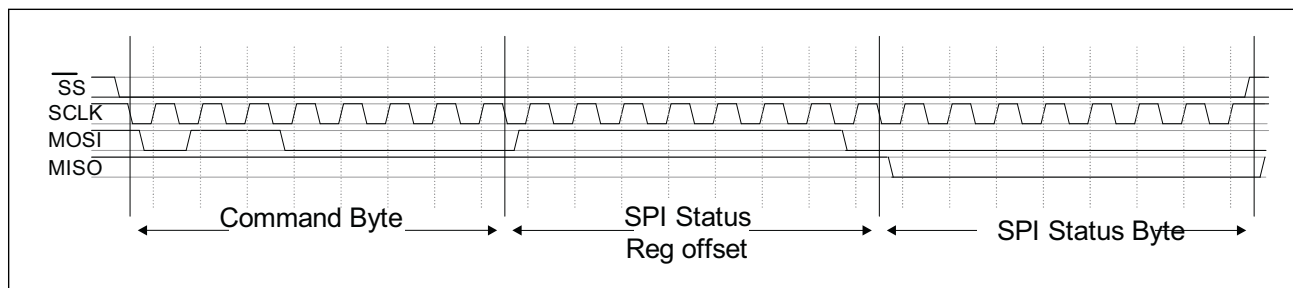 SS
SCLK
MOSI
MISO
Command Byte
SPI Status
Reg offset
SPI Status Byte